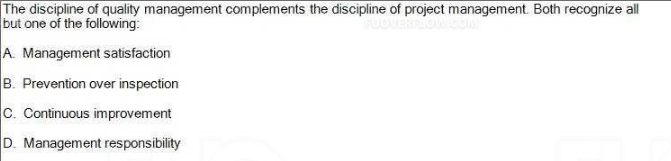 The discipline of quality management complements the discipline of project management. Both recognize all
but one of the following:
A. Management satisfaction
B. Prevention over inspection
C. Continuous improvement
D. Management responsibility